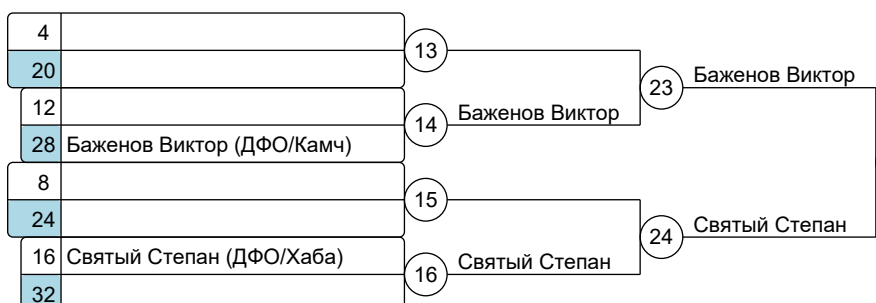 4
20
13
12
28 Баженов Виктор (ДФО/Камч)
14
Баженов Виктор
23
Баженов Виктор
8
24
15
16 Святый Степан (ДФО/Хаба)
32
16
Святый Степан
24
Святый Степан